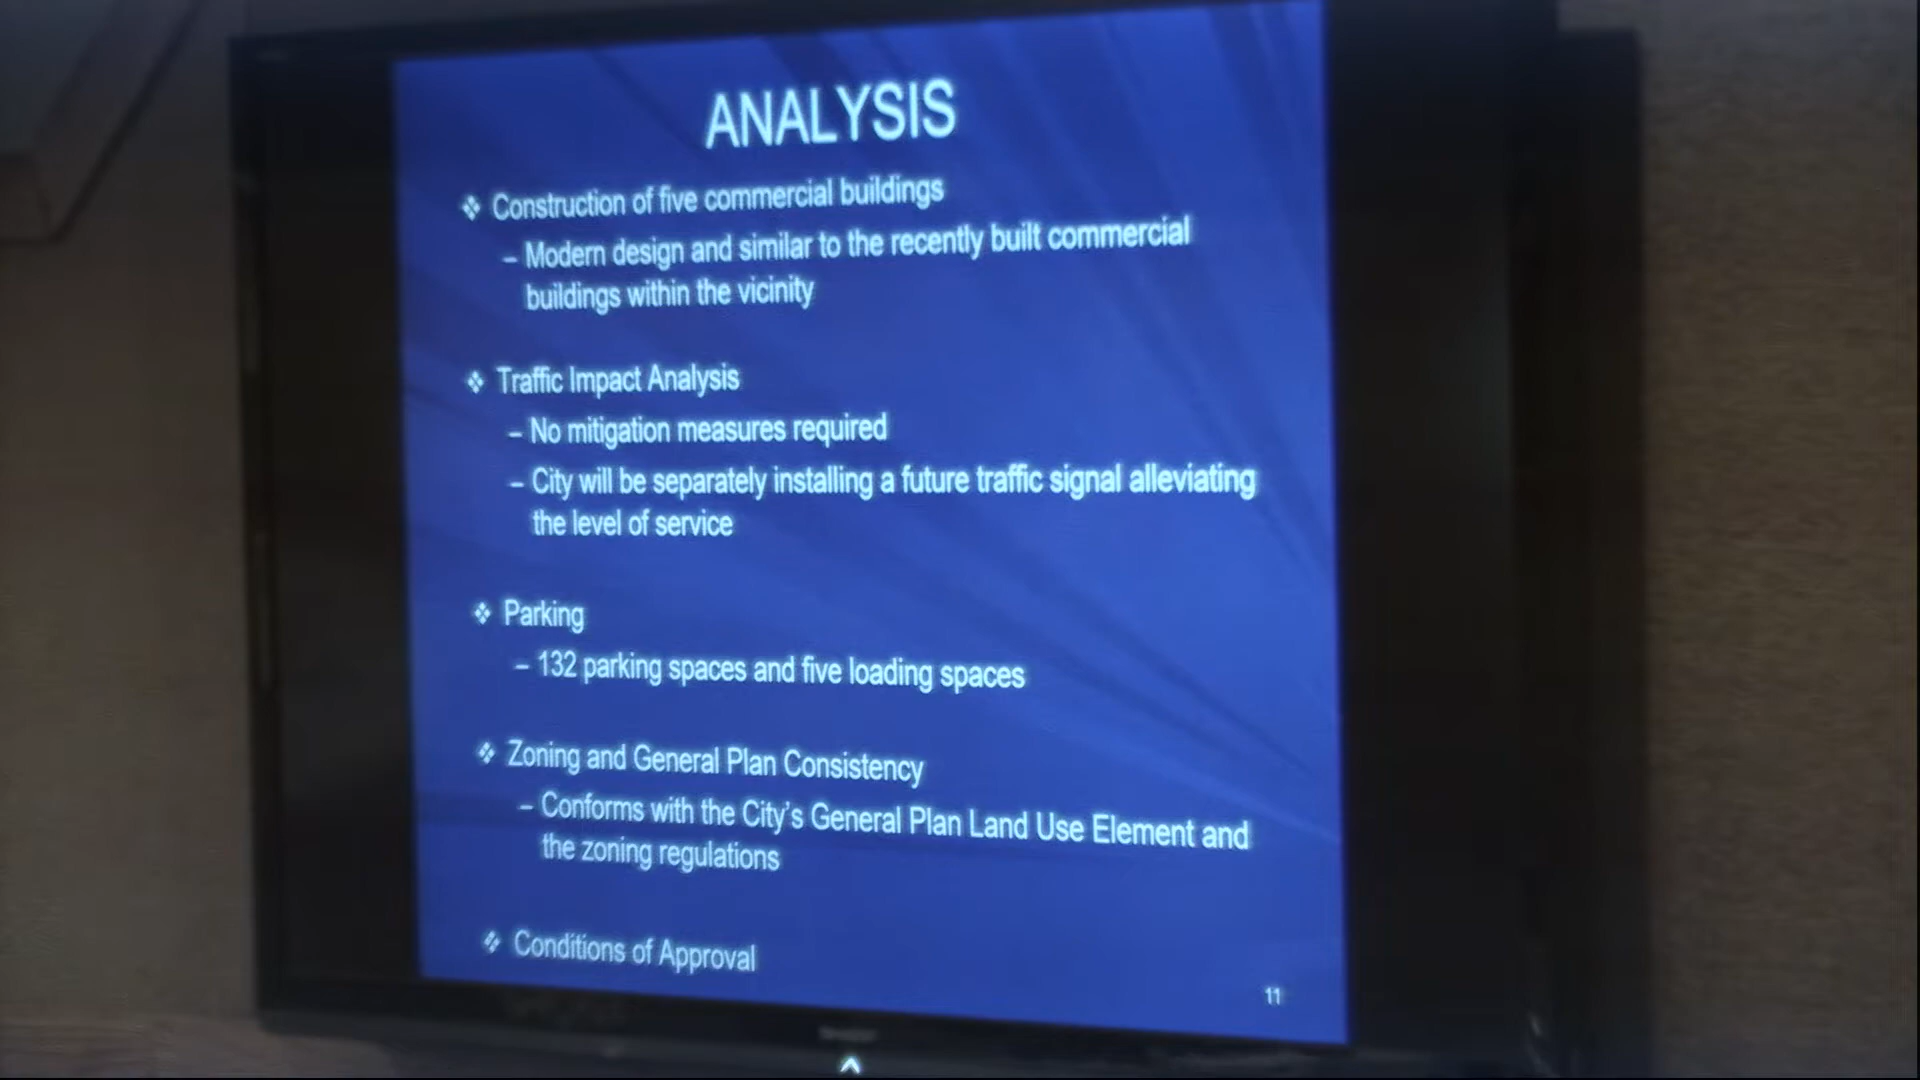 ANALYSIS
❖ Construction of five commercial buildings
– Modern design and similar to the recently built commercial
buildings within the vicinity
❖ Traffic Impact Analysis
– No mitigation measures required
– City will be separately installing a future traffic signal alleviating
the level of service
❖ Parking
– 132 parking spaces and five loading spaces
❖ Zoning and General Plan Consistency
– Conforms with the City's General Plan Land Use Element and
the zoning regulations
❖ Conditions of Approval
11